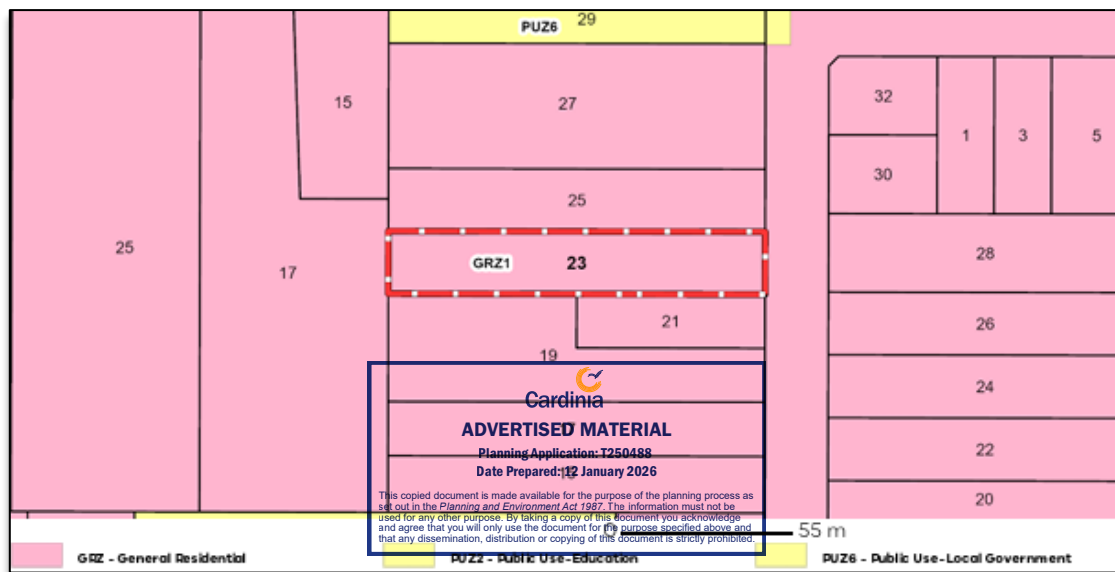 PUZ6 29
15
27
32
1
3
5
30
25
25
17
GRZ1 23
28
21
26
19
24
22
20
Cardinia
ADVERTISED MATERIAL
Planning Application: T250488
Date Prepared: 12 January 2026
This copied document is made available for the purpose of the planning process as
set out in the Planning and Environment Act 1987. The information must not be
used for any other purpose. By taking a copy of this document you acknowledge
and agree that you will only use the document for the purpose specified above and
that any dissemination, distribution or copying of this document is strictly prohibited.
0 55 m
GRZ - General Residential PUZ2 - Public Use-Education PUZ6 - Public Use-Local Government